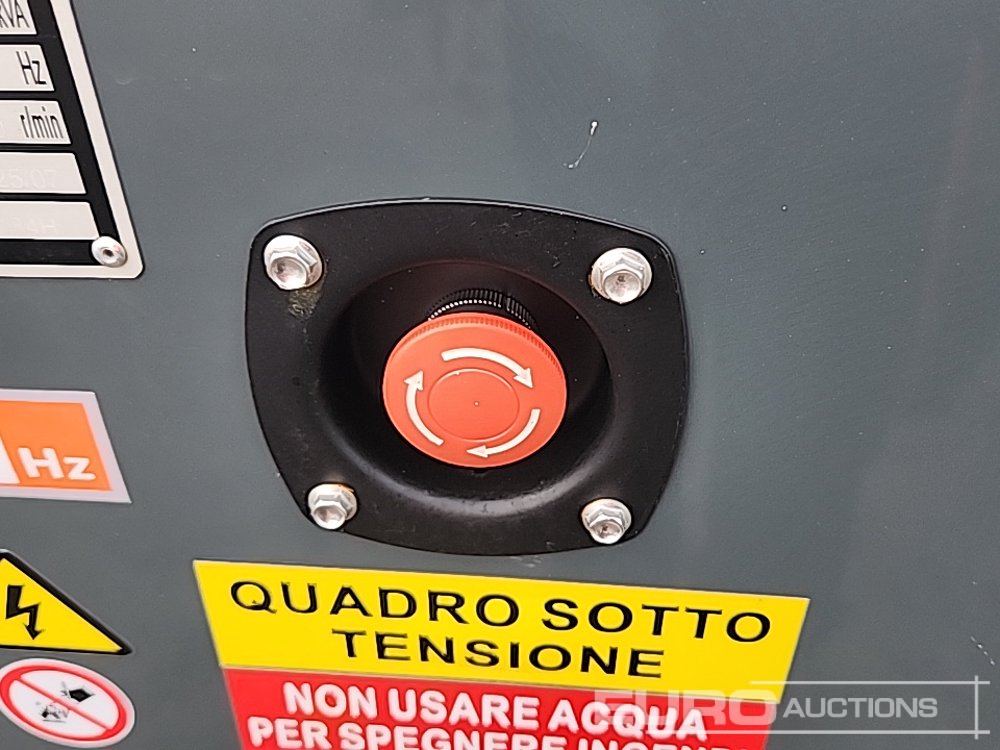 kVA
Hz
r/min
Hz
QUADRO SOTTO
TENSIONE
NON USARE ACQUA
PER SPEGNERE
EURO AUCTIONS